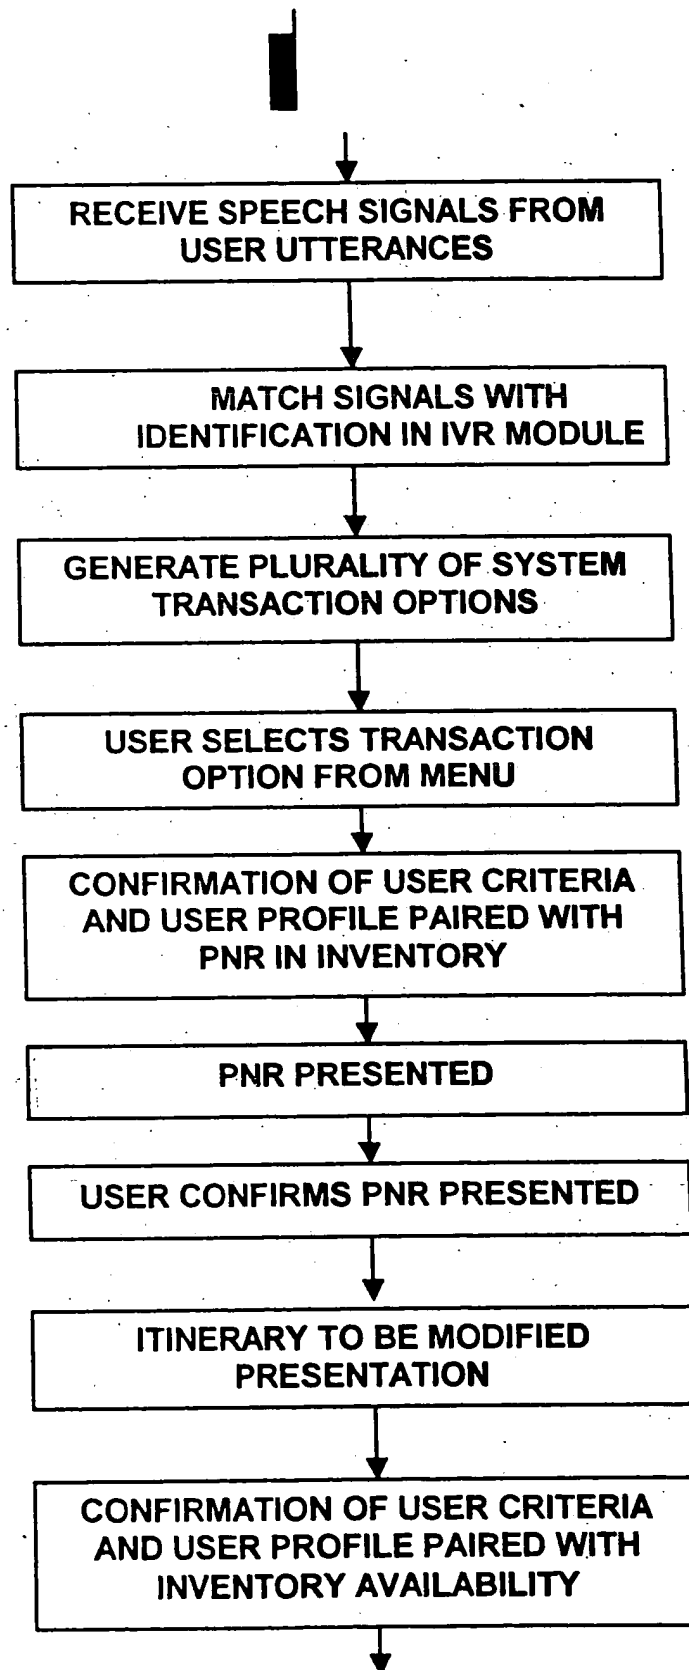 RECEIVE SPEECH SIGNALS FROM
USER UTTERANCES
MATCH SIGNALS WITH
IDENTIFICATION IN IVR MODULE
GENERATE PLURALITY OF SYSTEM
TRANSACTION OPTIONS
USER SELECTS TRANSACTION
OPTION FROM MENU
CONFIRMATION OF USER CRITERIA
AND USER PROFILE PAIRED WITH
PNR IN INVENTORY
PNR PRESENTED
USER CONFIRMS PNR PRESENTED
ITINERARY TO BE MODIFIED
PRESENTATION
CONFIRMATION OF USER CRITERIA
AND USER PROFILE PAIRED WITH
INVENTORY AVAILABILITY